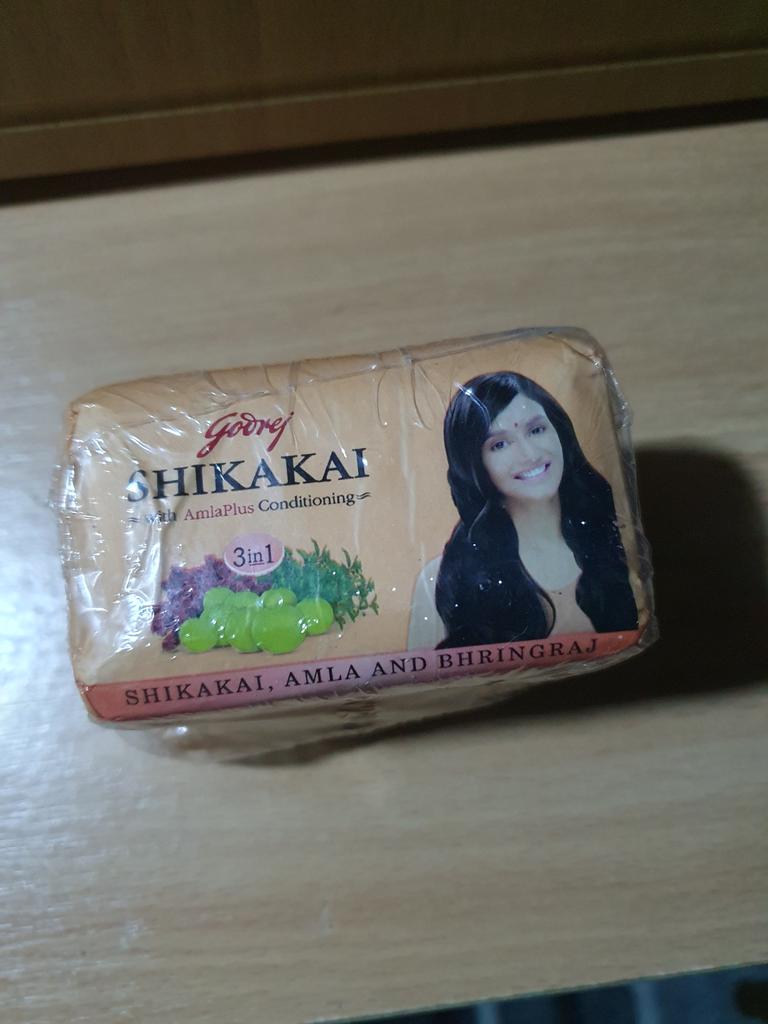 Godrej
SHIKAKAI
with AmlaPlus Conditioning
3in1
SHIKAKAI, AMLA AND BHRINGRAJ